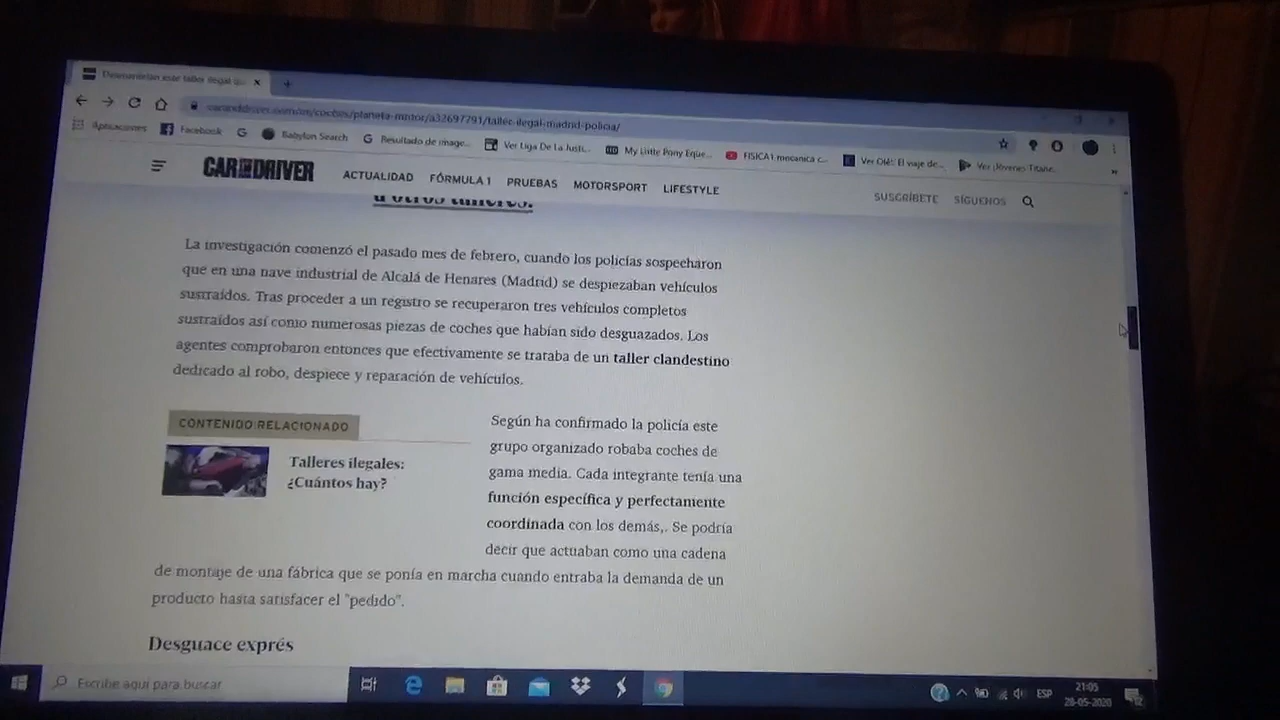 Desmantelan este taller ilegal
caranddriver.com/es/coches/planeta-motor/a32697791/taller-ilegal-madrid-policia/
Aplicaciones Facebook Babylon Search Resultado de image... Ver Liga De La Justi... My Little Pony Eque... FISICA1 mecanica c... Ver Olé: El viaje de... Ver Jóvenes Titane...
CAR AND DRIVER ACTUALIDAD FÓRMULA 1 PRUEBAS MOTORSPORT LIFESTYLE SUSCRÍBETE SÍGUENOS
a otros talleres.
La investigación comenzó el pasado mes de febrero, cuando los policías sospecharon
que en una nave industrial de Alcalá de Henares (Madrid) se despiezaban vehículos
sustraídos. Tras proceder a un registro se recuperaron tres vehículos completos
sustraídos así como numerosas piezas de coches que habían sido desguazados. Los
agentes comprobaron entonces que efectivamente se trataba de un taller clandestino
dedicado al robo, despiece y reparación de vehículos.
CONTENIDO RELACIONADO
Talleres ilegales:
¿Cuántos hay?
Según ha confirmado la policía este
grupo organizado robaba coches de
gama media. Cada integrante tenía una
función específica y perfectamente
coordinada con los demás,. Se podría
decir que actuaban como una cadena
de montaje de una fábrica que se ponía en marcha cuando entraba la demanda de un
producto hasta satisfacer el "pedido".
Desguace exprés
Escribe aquí para buscar
ESP
21:05
28-05-2020